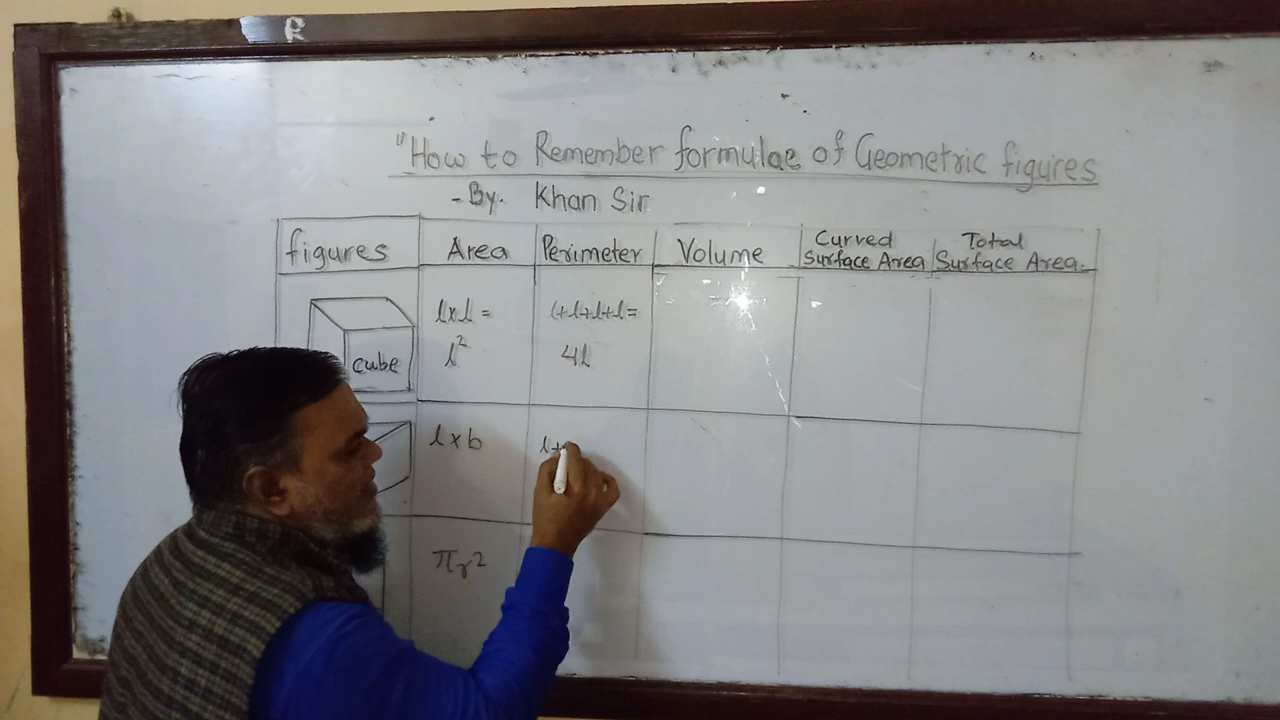 R
"How to Remember formulae of Geometric figures
- By. Khan Sir
figures Area Perimeter Volume Curved Surface Area Total Surface Area.
l×l = l+l+l+l=
cube l² 4l
l×b l+
πr²